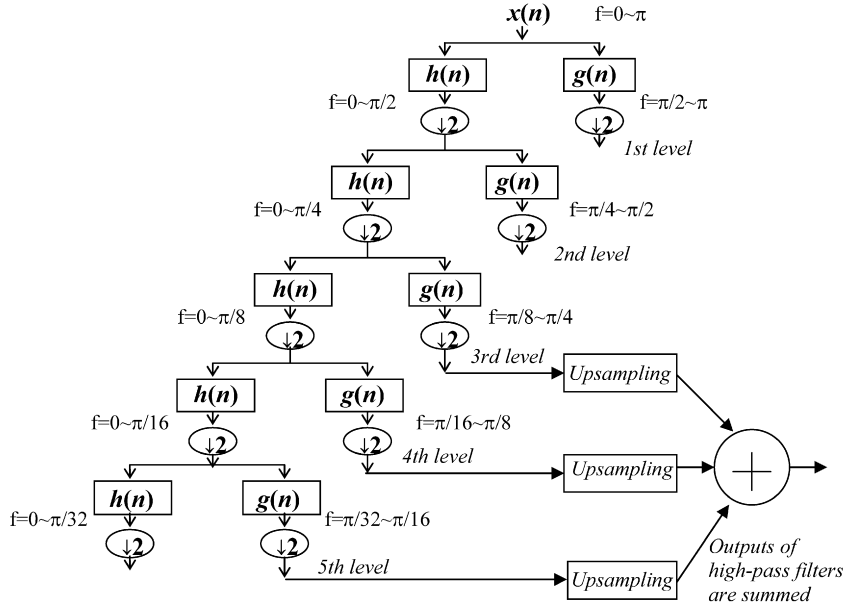 x(n) f=0~π
h(n) g(n)
f=0~π/2 f=π/2~π
↓2 ↓2
1st level
h(n) g(n)
f=0~π/4 f=π/4~π/2
↓2 ↓2
2nd level
h(n) g(n)
f=0~π/8 f=π/8~π/4
↓2 ↓2
3rd level Upsampling
h(n) g(n)
f=0~π/16 f=π/16~π/8
↓2 ↓2
4th level Upsampling +
h(n) g(n)
f=0~π/32 f=π/32~π/16
↓2 ↓2
5th level Upsampling
Outputs of
high-pass filters
are summed